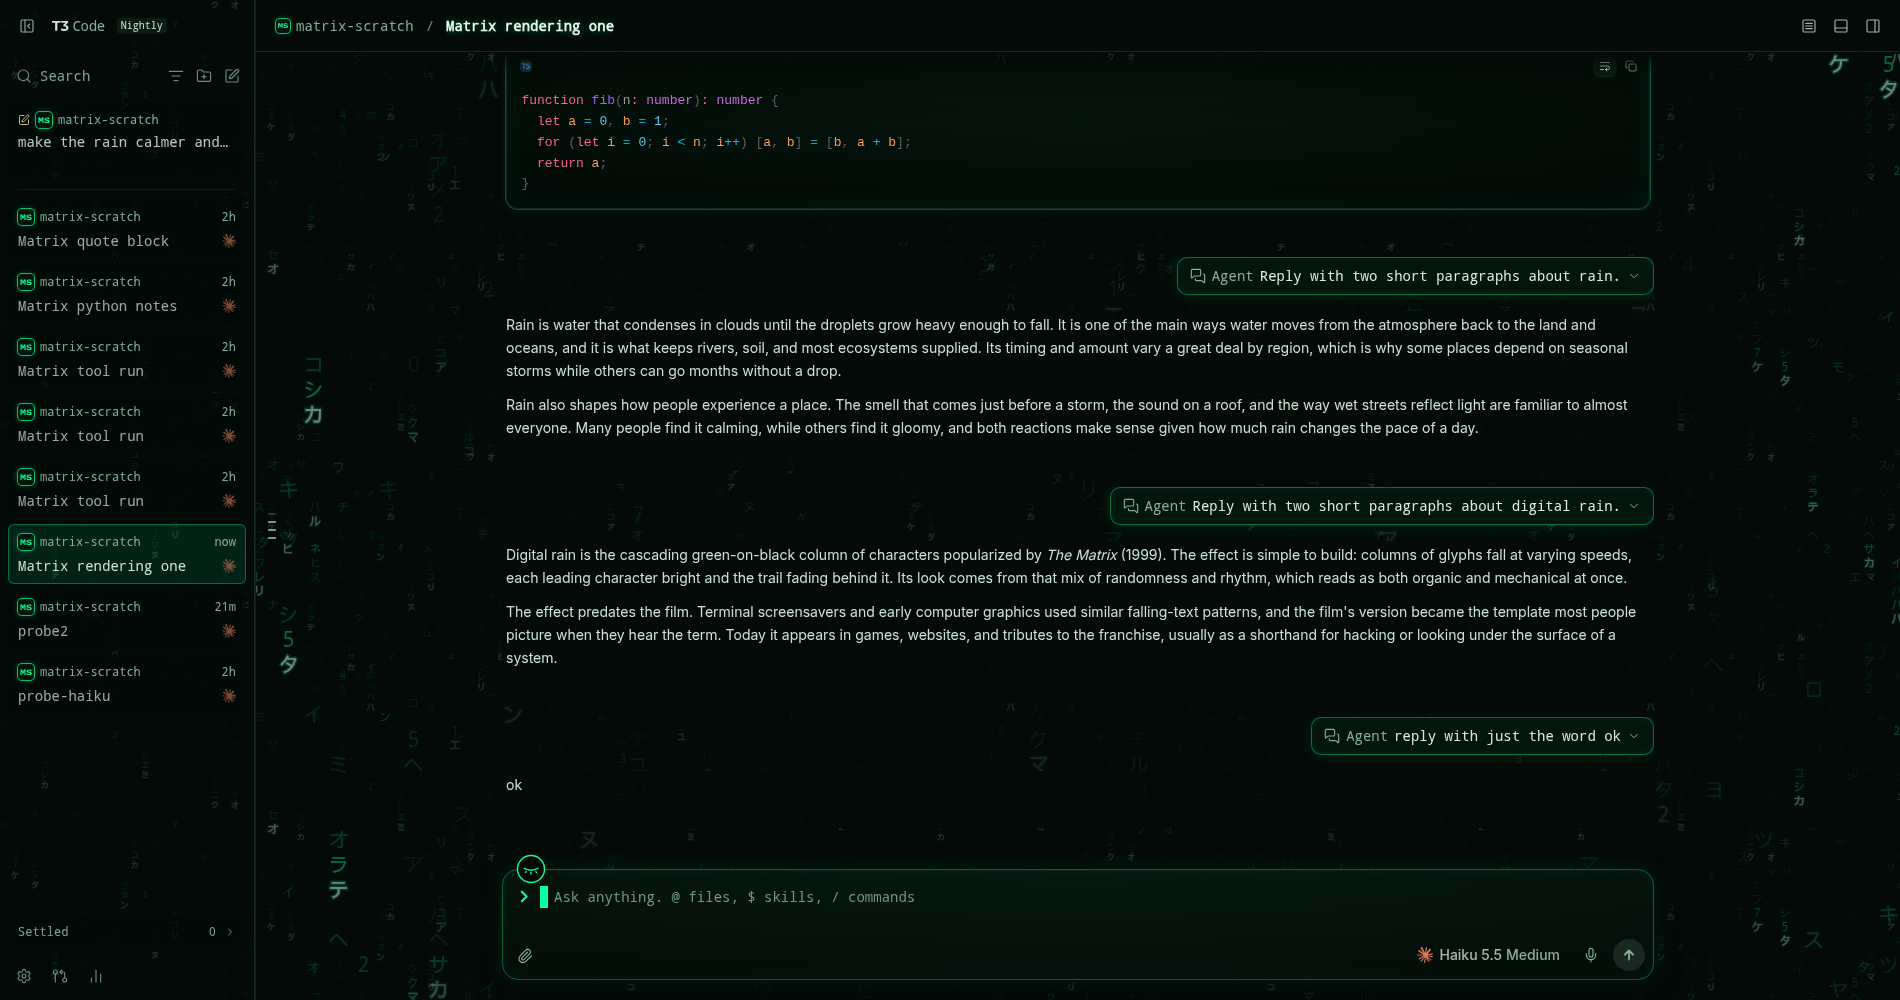 T3 Code Nightly
Search
MS matrix-scratch
make the rain calmer and…
MS matrix-scratch 2h
Matrix quote block
MS matrix-scratch 2h
Matrix python notes
MS matrix-scratch 2h
Matrix tool run
MS matrix-scratch 2h
Matrix tool run
MS matrix-scratch 2h
Matrix tool run
MS matrix-scratch now
Matrix rendering one
MS matrix-scratch 21m
probe2
MS matrix-scratch 2h
probe-haiku
Settled 0
MS matrix-scratch / Matrix rendering one
TS
function fib(n: number): number {
let a = 0, b = 1;
for (let i = 0; i < n; i++) [a, b] = [b, a + b];
return a;
}
Agent Reply with two short paragraphs about rain.
Rain is water that condenses in clouds until the droplets grow heavy enough to fall. It is one of the main ways water moves from the atmosphere back to the land and
oceans, and it is what keeps rivers, soil, and most ecosystems supplied. Its timing and amount vary a great deal by region, which is why some places depend on seasonal
storms while others can go months without a drop.
Rain also shapes how people experience a place. The smell that comes just before a storm, the sound on a roof, and the way wet streets reflect light are familiar to almost
everyone. Many people find it calming, while others find it gloomy, and both reactions make sense given how much rain changes the pace of a day.
Agent Reply with two short paragraphs about digital rain.
Digital rain is the cascading green-on-black column of characters popularized by The Matrix (1999). The effect is simple to build: columns of glyphs fall at varying speeds,
each leading character bright and the trail fading behind it. Its look comes from that mix of randomness and rhythm, which reads as both organic and mechanical at once.
The effect predates the film. Terminal screensavers and early computer graphics used similar falling-text patterns, and the film's version became the template most people
picture when they hear the term. Today it appears in games, websites, and tributes to the franchise, usually as a shorthand for hacking or looking under the surface of a
system.
Agent reply with just the word ok
ok
Ask anything. @ files, $ skills, / commands
Haiku 5.5 Medium